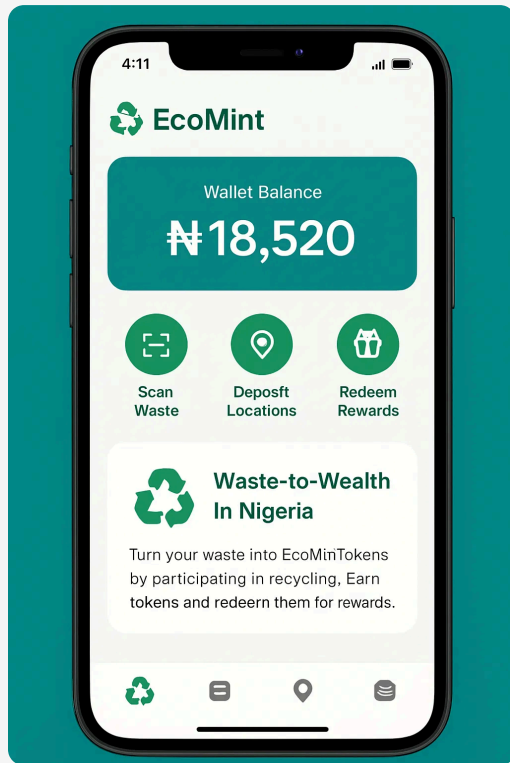 4:11
EcoMint
Wallet Balance
₦18,520
Scan
Waste
Deposft
Locations
Redeem
Rewards
Waste-to-Wealth
In Nigeria
Turn your waste into EcoMinTokens
by participating in recycling, Earn
tokens and redeern them for rewards.